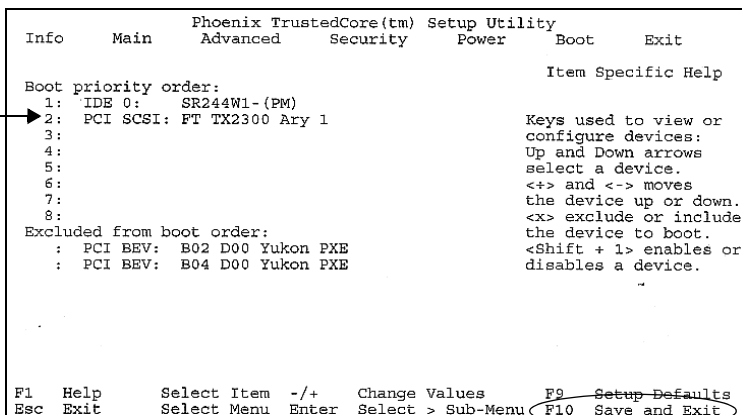 Phoenix TrustedCore(tm) Setup Utility
Info Main Advanced Security Power Boot Exit
Item Specific Help
Boot priority order:
1: IDE 0: SR244W1-(PM)
2: PCI SCSI: FT TX2300 Ary 1
3:
4:
5:
6:
7:
8:
Excluded from boot order:
: PCI BEV: B02 D00 Yukon PXE
: PCI BEV: B04 D00 Yukon PXE
Keys used to view or
configure devices:
Up and Down arrows
select a device.
<+> and <-> moves
the device up or down.
<x> exclude or include
the device to boot.
<Shift + 1> enables or
disables a device.
F1 Help Select Item -/+ Change Values F9 Setup Defaults
Esc Exit Select Menu Enter Select > Sub-Menu F10 Save and Exit